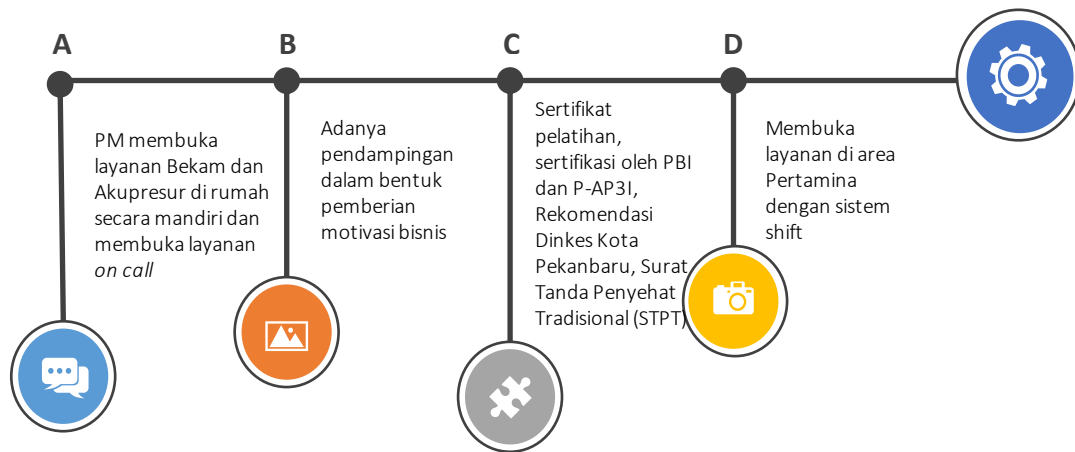 A
PM membuka
layanan Bekam dan
Akupresur di rumah
secara mandiri dan
membuka layanan
on call
B
Adanya
pendampingan
dalam bentuk
pemberian
motivasi bisnis
C
Sertifikat
pelatihan,
sertifikasi oleh PBI
dan P-AP3I,
Rekomendasi
Dinkes Kota
Pekanbaru, Surat
Tanda Penyehat
Tradisional (STPT)
D
Membuka
layanan di area
Pertamina
dengan sistem
shift